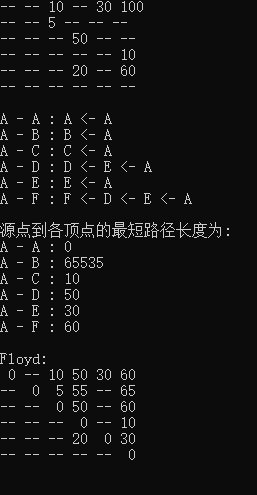 -- -- 10 -- 30 100
-- -- 5 -- -- --
-- -- -- 50 -- --
-- -- -- -- -- 10
-- -- -- 20 -- 60
-- -- -- -- -- --
A - A : A <- A
A - B : B <- A
A - C : C <- A
A - D : D <- E <- A
A - E : E <- A
A - F : F <- D <- E <- A
源点到各顶点的最短路径长度为:
A - A : 0
A - B : 65535
A - C : 10
A - D : 50
A - E : 30
A - F : 60
Floyd:
0 -- 10 50 30 60
-- 0 5 55 -- 65
-- -- 0 50 -- 60
-- -- -- 0 -- 10
-- -- -- 20 0 30
-- -- -- -- -- 0